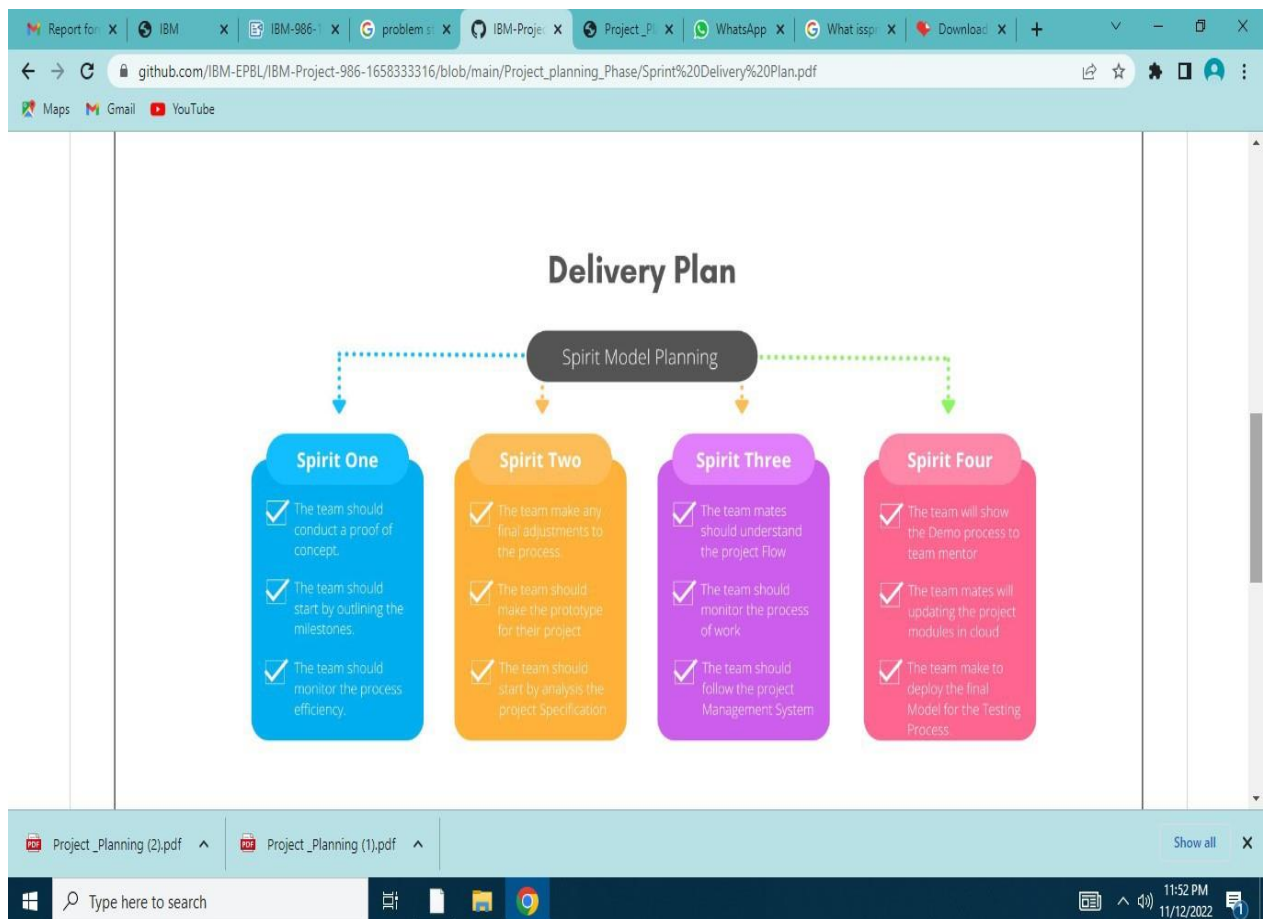 Report for
IBM
IBM-986-1
problem s
IBM-Projec
Project_Pl
WhatsApp
What isspr
Download
github.com/IBM-EPBL/IBM-Project-986-1658333316/blob/main/Project_planning_Phase/Sprint%20Delivery%20Plan.pdf
Maps
Gmail
YouTube
Delivery Plan
Spirit Model Planning
Spirit One
The team should
conduct a proof of
concept.
The team should
start by outlining the
milestones.
The team should
monitor the process
efficiency.
Spirit Two
The team make any
final adjustments to
the process.
The team should
make the prototype
for their project
The team should
start by analysis the
project Specification
Spirit Three
The team mates
should understand
the project Flow
The team should
monitor the process
of work
The team should
follow the project
Management System
Spirit Four
The team will show
the Demo process to
team mentor
The team mates will
updating the project
modules in cloud
The team make to
deploy the final
Model for the Testing
Process
Project _Planning (2).pdf
Project _Planning (1).pdf
Show all
Type here to search
11:52 PM
11/12/2022
1